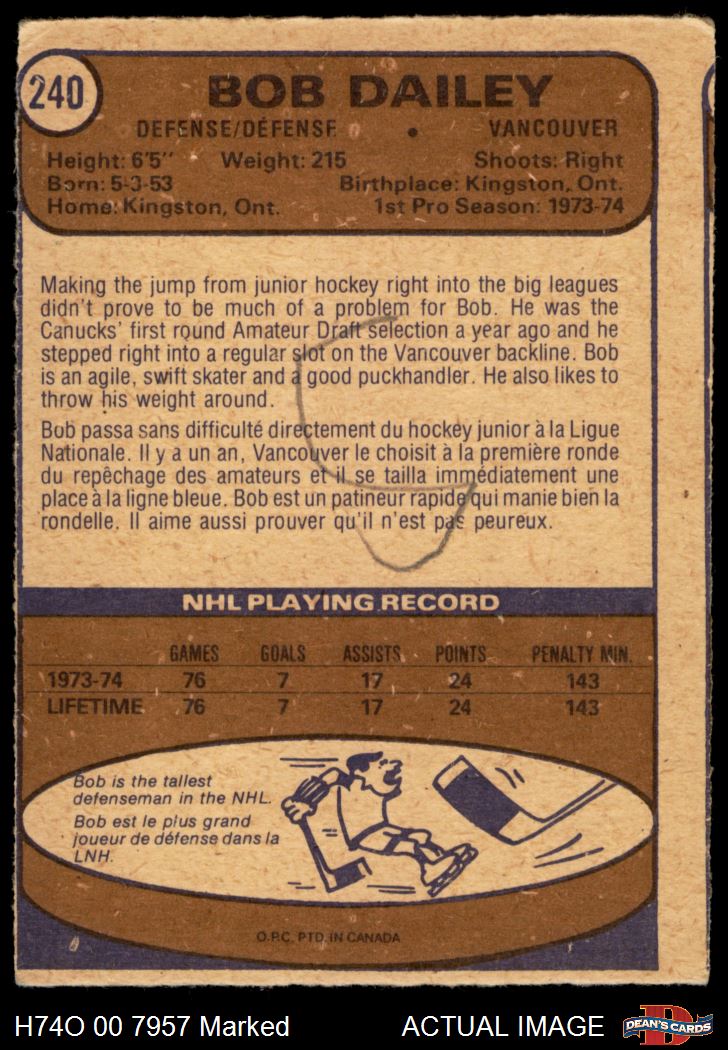 240
BOB DAILEY
DEFENSE/DÉFENSE • VANCOUVER
Height: 6'5" Weight: 215 Shoots: Right
Born: 5-3-53 Birthplace: Kingston, Ont.
Home: Kingston, Ont. 1st Pro Season: 1973-74
Making the jump from junior hockey right into the big leagues
didn't prove to be much of a problem for Bob. He was the
Canucks' first round Amateur Draft selection a year ago and he
stepped right into a regular slot on the Vancouver backline. Bob
is an agile, swift skater and a good puckhandler. He also likes to
throw his weight around.
Bob passa sans difficulté directement du hockey junior à la Ligue
Nationale. Il y a un an, Vancouver le choisit à la première ronde
du repêchage des amateurs et il se tailla immédiatement une
place à la ligne bleue. Bob est un patineur rapide qui manie bien la
rondelle. Il aime aussi prouver qu'il n'est pas peureux.
NHL PLAYING RECORD
GAMES GOALS ASSISTS POINTS PENALTY MIN.
1973-74 76 7 17 24 143
LIFETIME 76 7 17 24 143
Bob is the tallest
defenseman in the NHL.
Bob est le plus grand
joueur de défense dans la
LNH.
O.P.C. PTD. IN CANADA
H74O 00 7957 Marked ACTUAL IMAGE
DEAN'S CARDS